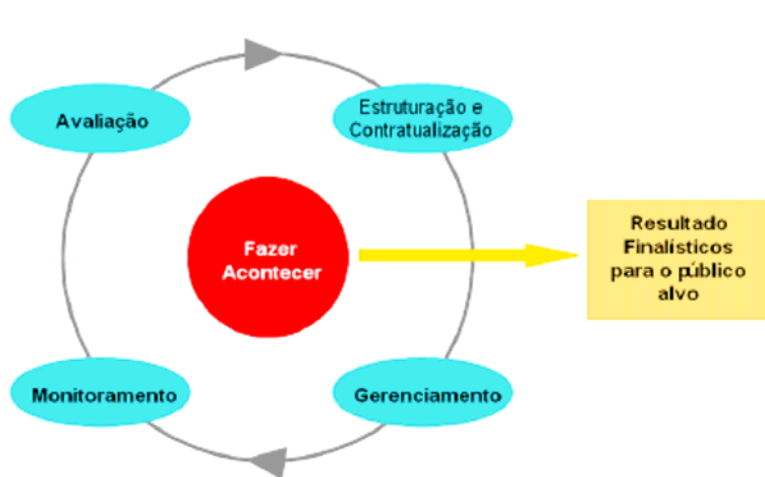 Avaliação
Estruturação e
Contratualização
Fazer
Acontecer
Resultado
Finalísticos
para o público
alvo
Monitoramento
Gerenciamento